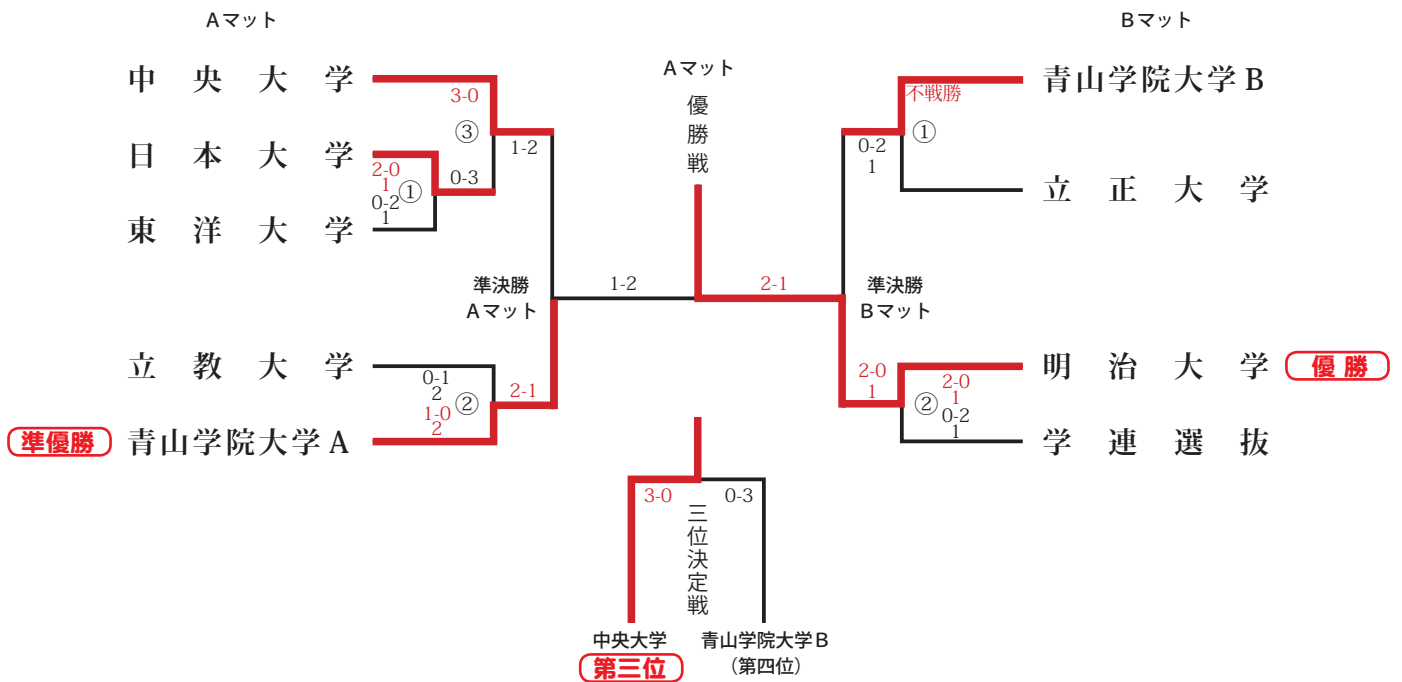 Aマット
Bマット
Aマット
優勝戦
中央大学
3-0
③
1-2
日本大学
2-0
1
①
0-2
1
0-3
東洋大学
準決勝
Aマット
1-2
立教大学
0-1
2
②
1-0
2
2-1
準優勝
青山学院大学A
青山学院大学B
不戦勝
①
0-2
1
立正大学
2-1
準決勝
Bマット
明治大学
優勝
2-0
1
2-0
1
②
0-2
1
学連選抜
3-0
0-3
三位決定戦
中央大学
第三位
青山学院大学B
(第四位)